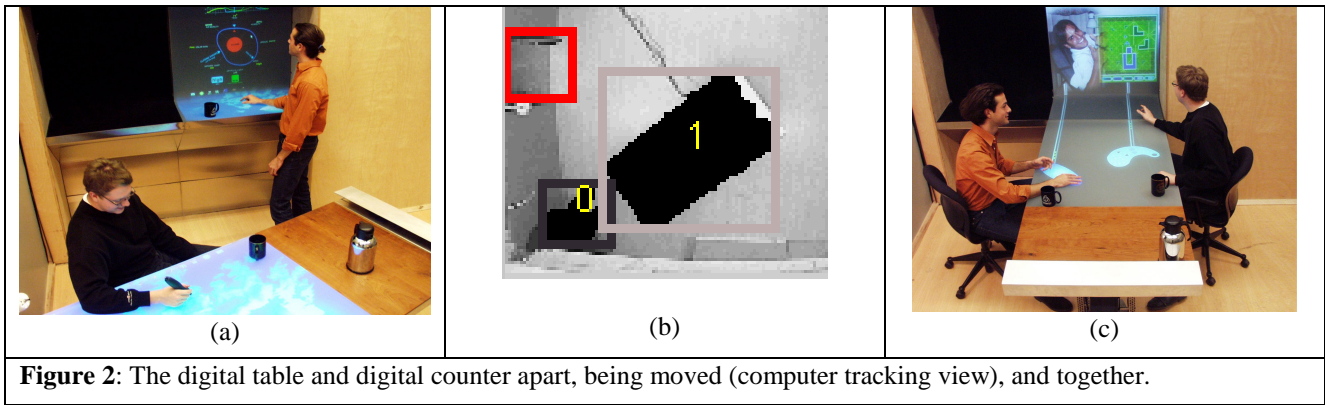 0
1
(a)
(b)
(c)
Figure 2: The digital table and digital counter apart, being moved (computer tracking view), and together.